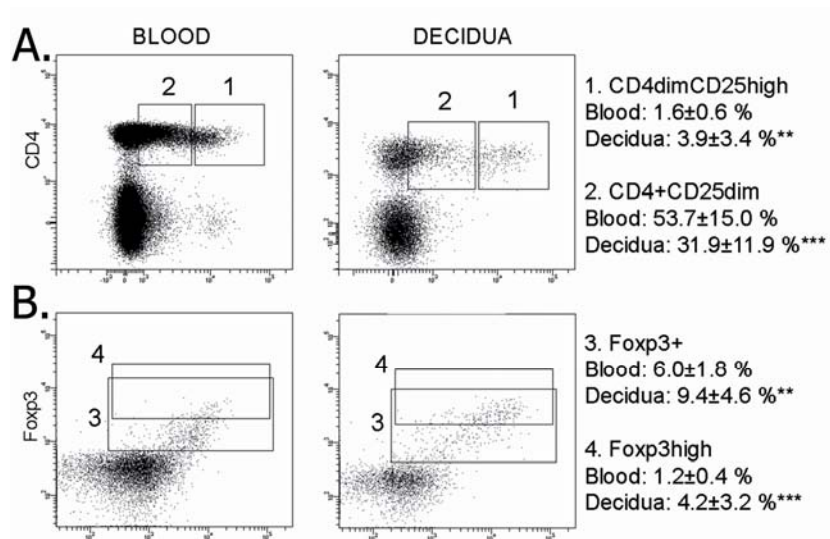 A.
BLOOD
DECIDUA
2 1
2 1
CD4
1. CD4dimCD25high
Blood: 1.6±0.6 %
Decidua: 3.9±3.4 %**
2. CD4+CD25dim
Blood: 53.7±15.0 %
Decidua: 31.9±11.9 %***
B.
4
3
4
3
Foxp3
3. Foxp3+
Blood: 6.0±1.8 %
Decidua: 9.4±4.6 %**
4. Foxp3high
Blood: 1.2±0.4 %
Decidua: 4.2±3.2 %***